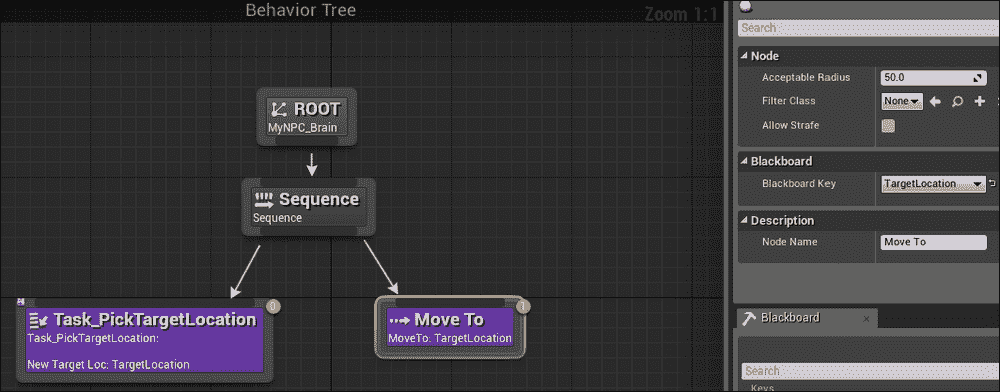 Behavior Tree
Zoom 1:1
ROOT
MyNPC_Brain
Sequence
Sequence
0
Task_PickTargetLocation
Task_PickTargetLocation:
New Target Loc: TargetLocation
1
Move To
MoveTo: TargetLocation
Search
Node
Acceptable Radius
50.0
Filter Class
None
Allow Strafe
Blackboard
Blackboard Key
TargetLocation
Description
Node Name
Move To
Blackboard
Search
Keys